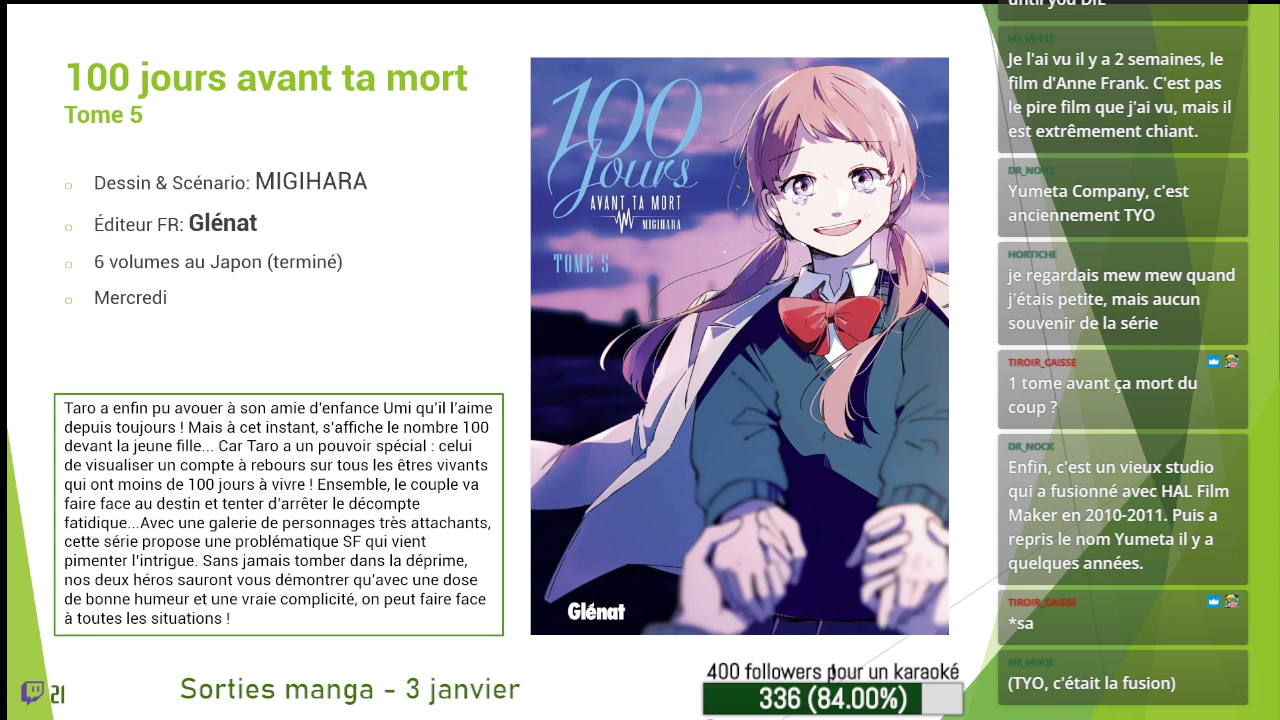 100 jours avant ta mort
Tome 5
Dessin & Scénario: MIGIHARA
Éditeur FR: Glénat
6 volumes au Japon (terminé)
Mercredi
Taro a enfin pu avouer à son amie d'enfance Umi qu'il l'aime
depuis toujours ! Mais à cet instant, s'affiche le nombre 100
devant la jeune fille... Car Taro a un pouvoir spécial : celui
de visualiser un compte à rebours sur tous les êtres vivants
qui ont moins de 100 jours à vivre ! Ensemble, le couple va
faire face au destin et tenter d'arrêter le décompte
fatidique...Avec une galerie de personnages très attachants,
cette série propose une problématique SF qui vient
pimenter l'intrigue. Sans jamais tomber dans la déprime,
nos deux héros sauront vous démontrer qu'avec une dose
de bonne humeur et une vraie complicité, on peut faire face
à toutes les situations !
100
Jours
AVANT TA MORT
MIGIHARA
TOME 5
Glénat
21
Sorties manga - 3 janvier
400 followers pour un karaoké
336 (84.00%)
until you DIE
DR_NOCK
Je l'ai vu il y a 2 semaines, le
film d'Anne Frank. C'est pas
le pire film que j'ai vu, mais il
est extrêmement chiant.
DR_NOCK
Yumeta Company, c'est
anciennement TYO
HORTICHE
je regardais mew mew quand
j'étais petite, mais aucun
souvenir de la série
TIROIR_CAISSE
1 tome avant ça mort du
coup ?
DR_NOCK
Enfin, c'est un vieux studio
qui a fusionné avec HAL Film
Maker en 2010-2011. Puis a
repris le nom Yumeta il y a
quelques années.
TIROIR_CAISSE
*sa
DR_NOCK
(TYO, c'était la fusion)